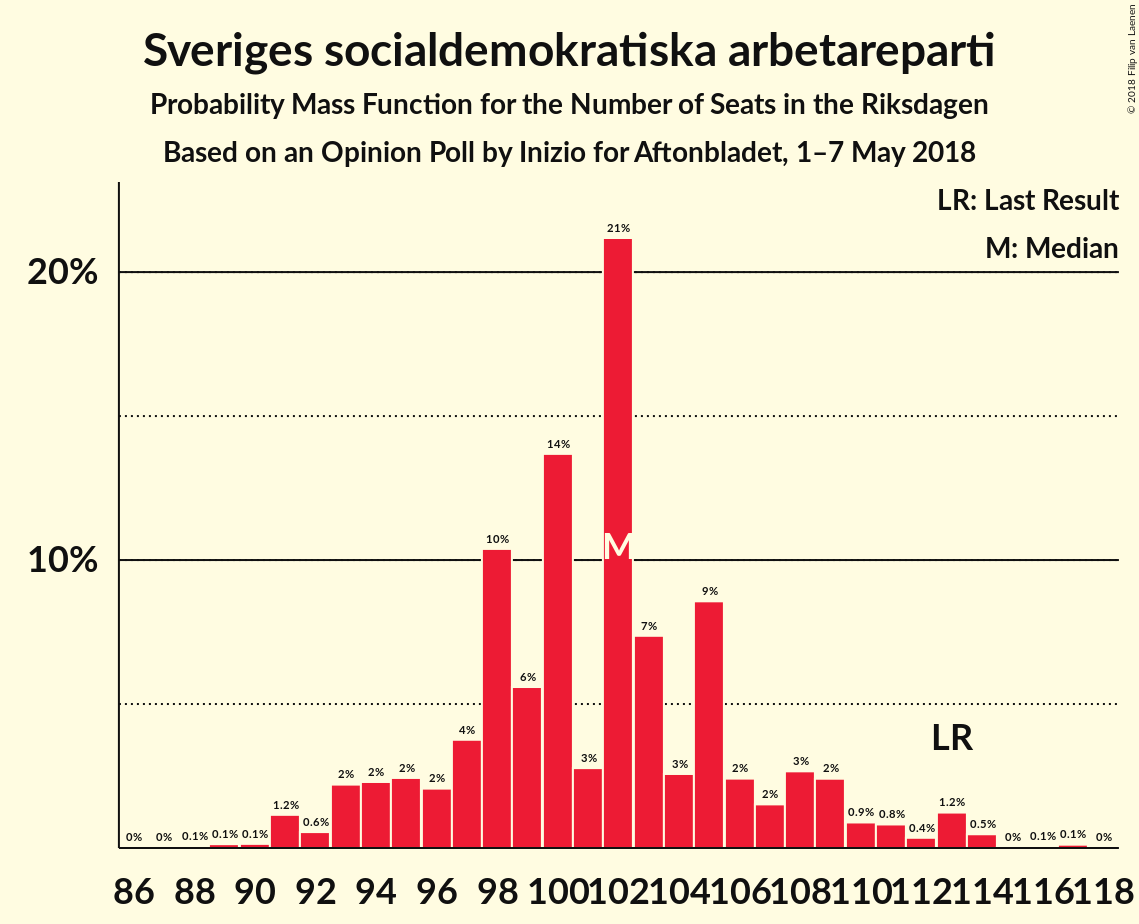 Sveriges socialdemokratiska arbetareparti
Probability Mass Function for the Number of Seats in the Riksdagen
Based on an Opinion Poll by Inizio for Aftonbladet, 1–7 May 2018
© 2018 Filip van Laenen
LR: Last Result
M: Median
20%
10%
0% 0% 0.1% 0.1% 0.1% 1.2% 0.6% 2% 2% 2% 2% 4% 10% 6% 14% 3% 21% 7% 3% 9% 2% 2% 3% 2% 0.9% 0.8% 0.4% 1.2% 0.5% 0% 0.1% 0.1% 0%
M
LR
86 88 90 92 94 96 98 100 102 104 106 108 110 112 114 116 118